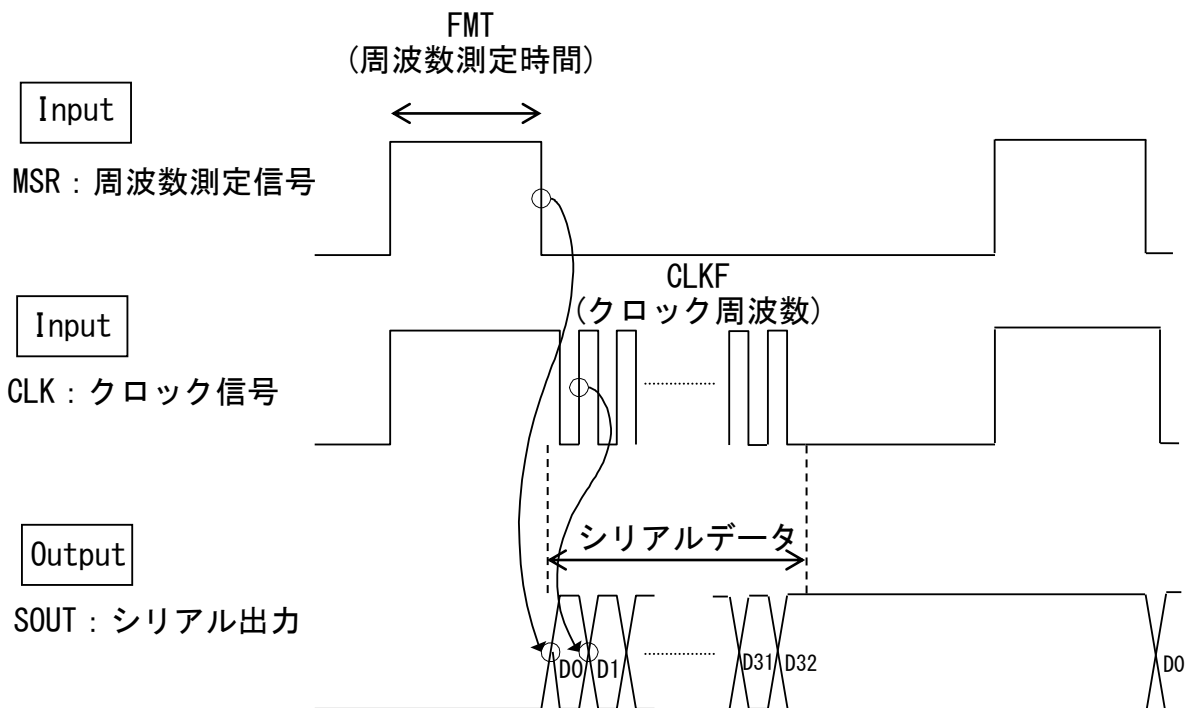 FMT
(周波数測定時間)
Input
MSR：周波数測定信号
CLKF
(クロック周波数)
Input
CLK：クロック信号
シリアルデータ
Output
SOUT：シリアル出力
D0 D1 D31 D32 D0